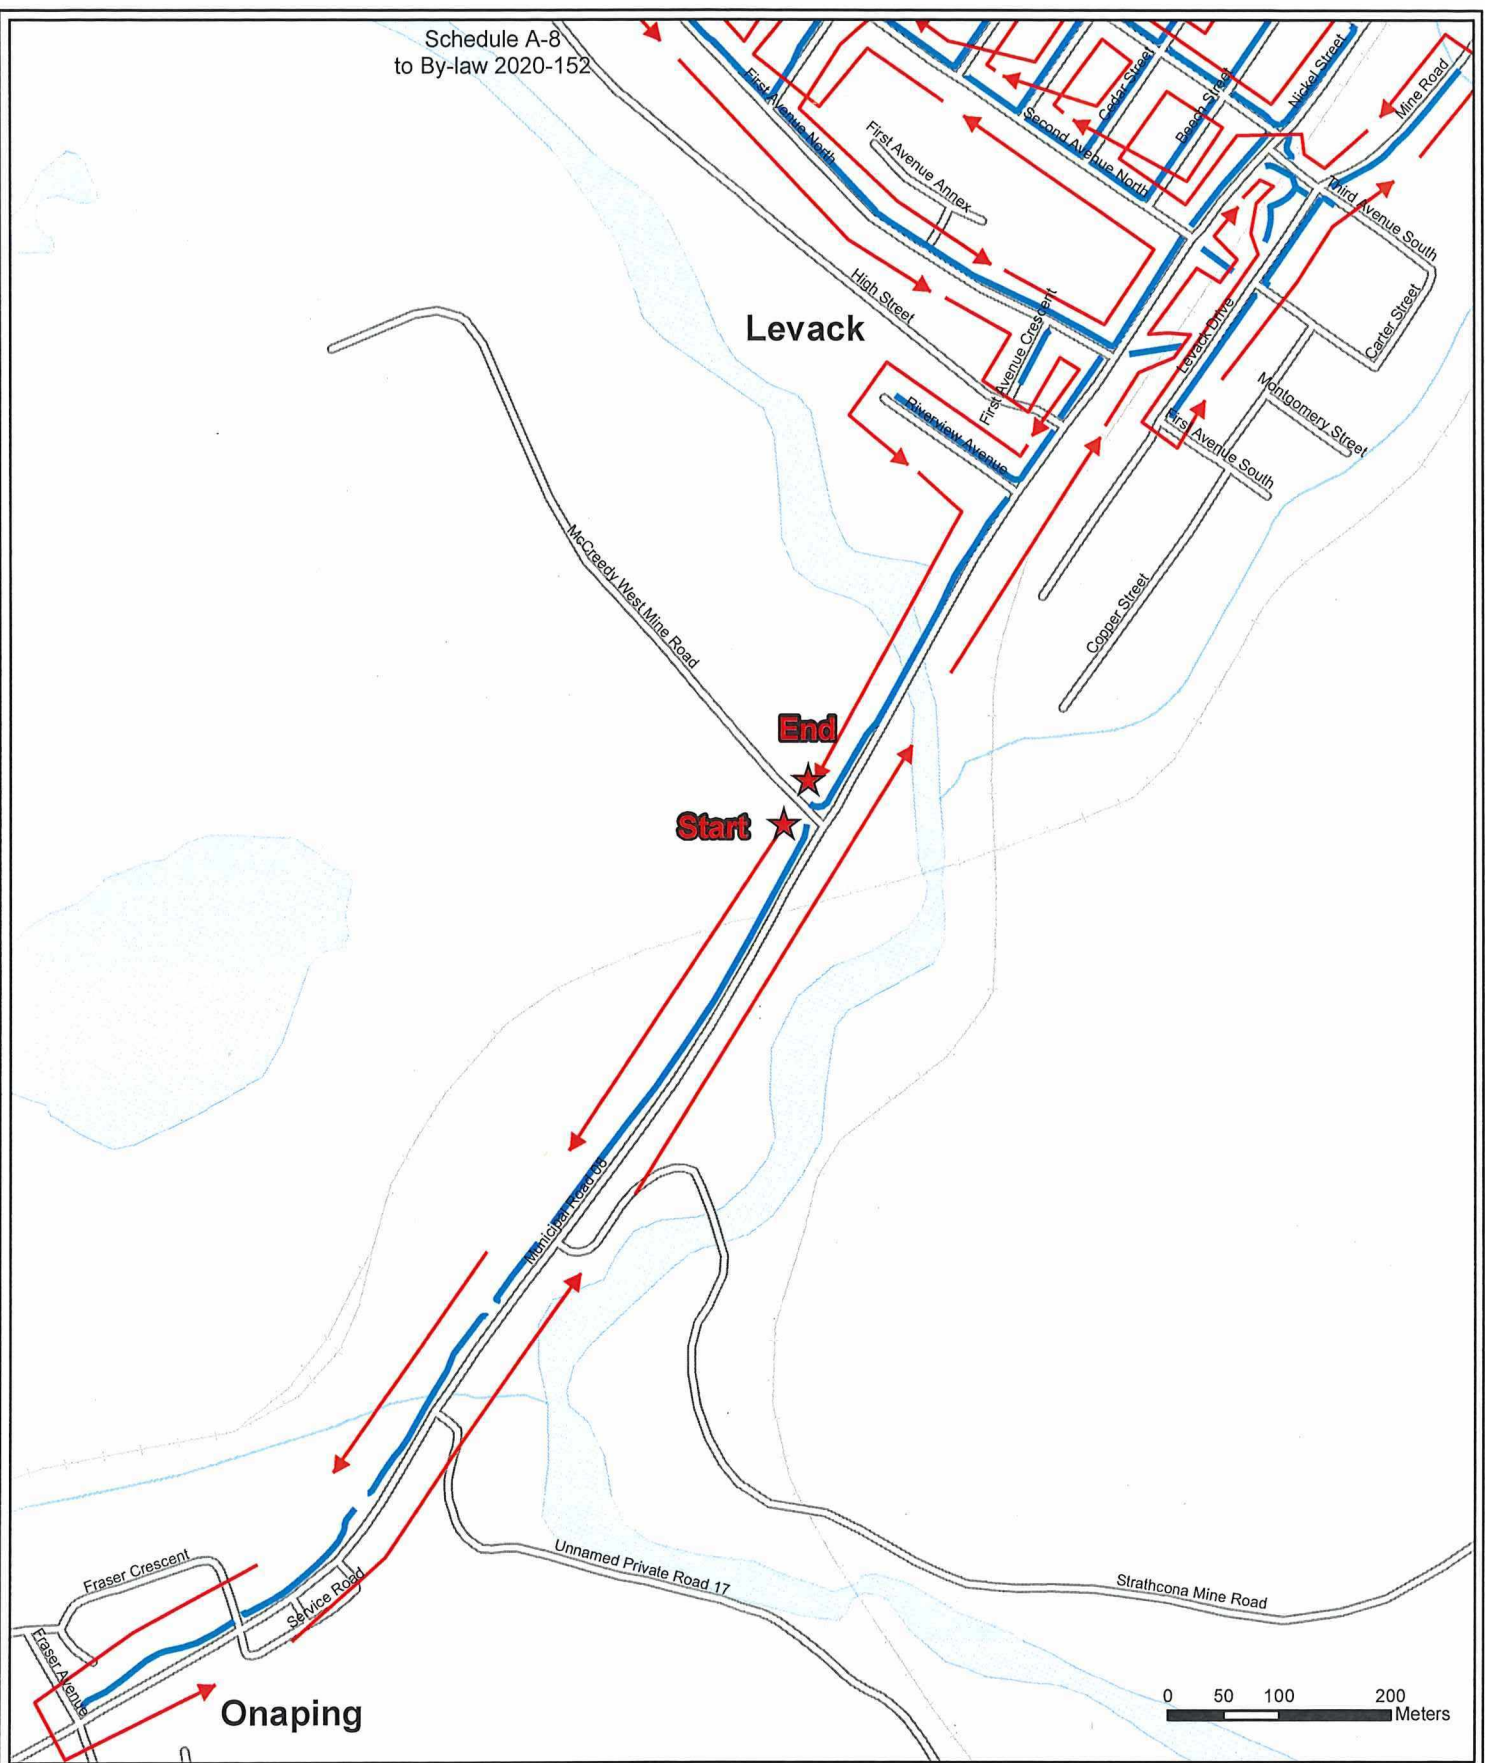 Schedule A-8
to By-law 2020-152
Nickel Street
Mine Road
Cedar Street
Beech Street
First Avenue North
Second Avenue North
First Avenue Annex
Third Avenue South
High Street
Levack
First Avenue Crescent
Levack Drive
Carter Street
Montgomery Street
Riverview Avenue
First Avenue South
McCreedy West Mine Road
Copper Street
End
Start
Municipal Road 08
Fraser Crescent
Service Road
Unnamed Private Road 17
Strathcona Mine Road
Fraser Avenue
Onaping
0 50 100 200
Meters